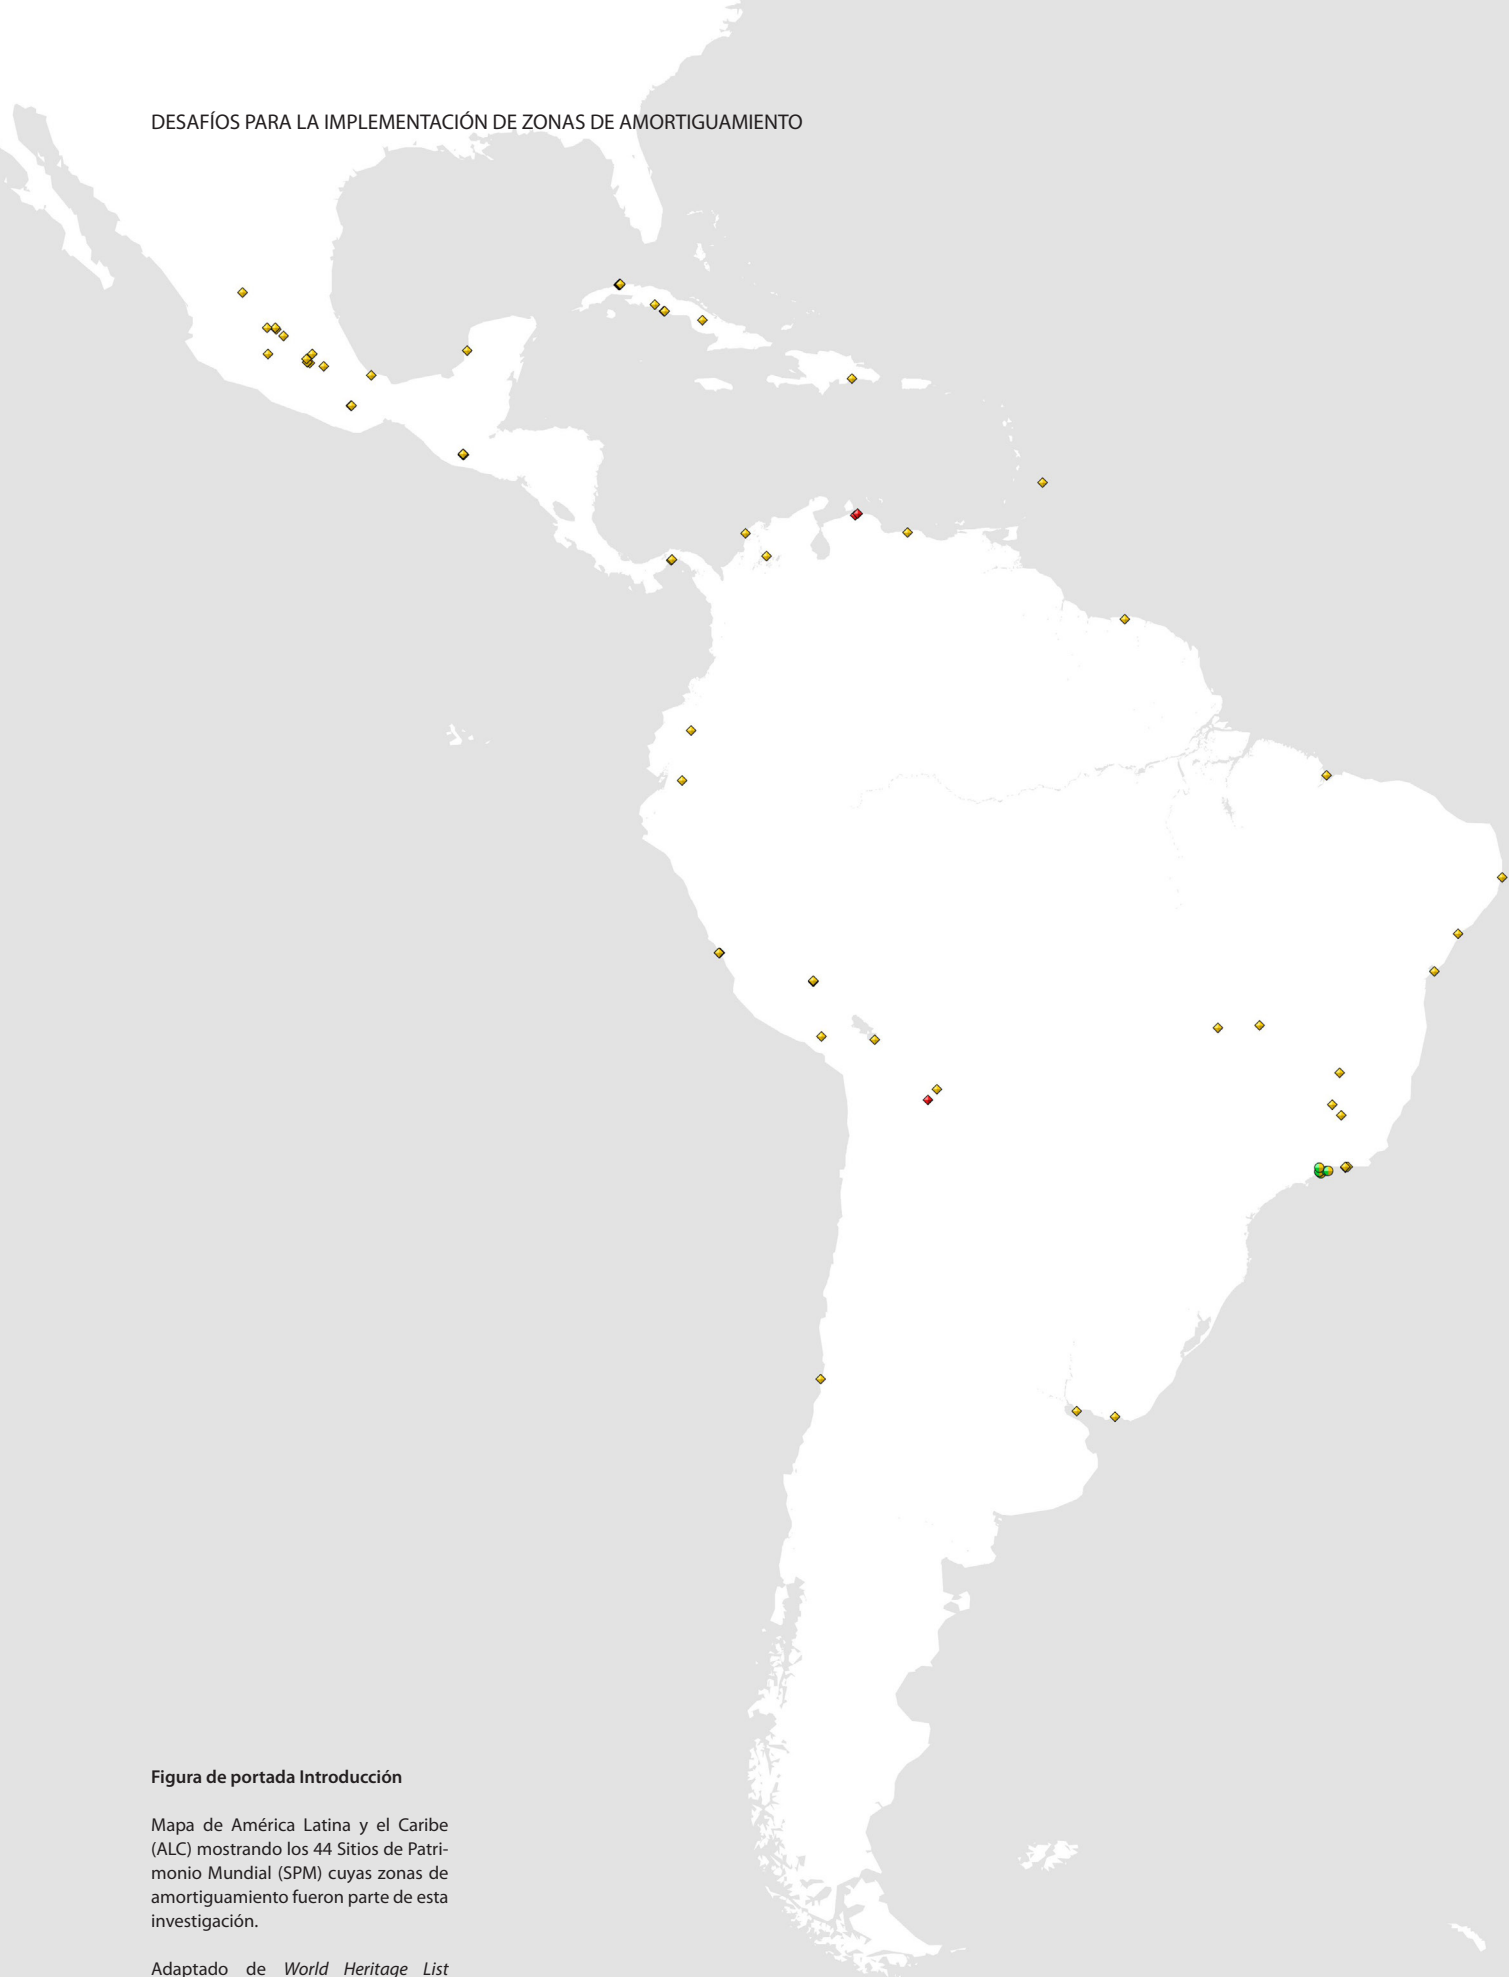 DESAFÍOS PARA LA IMPLEMENTACIÓN DE ZONAS DE AMORTIGUAMIENTO
Figura de portada Introducción
Mapa de América Latina y el Caribe
(ALC) mostrando los 44 Sitios de Patri-
monio Mundial (SPM) cuyas zonas de
amortiguamiento fueron parte de esta
investigación.
Adaptado de World Heritage List